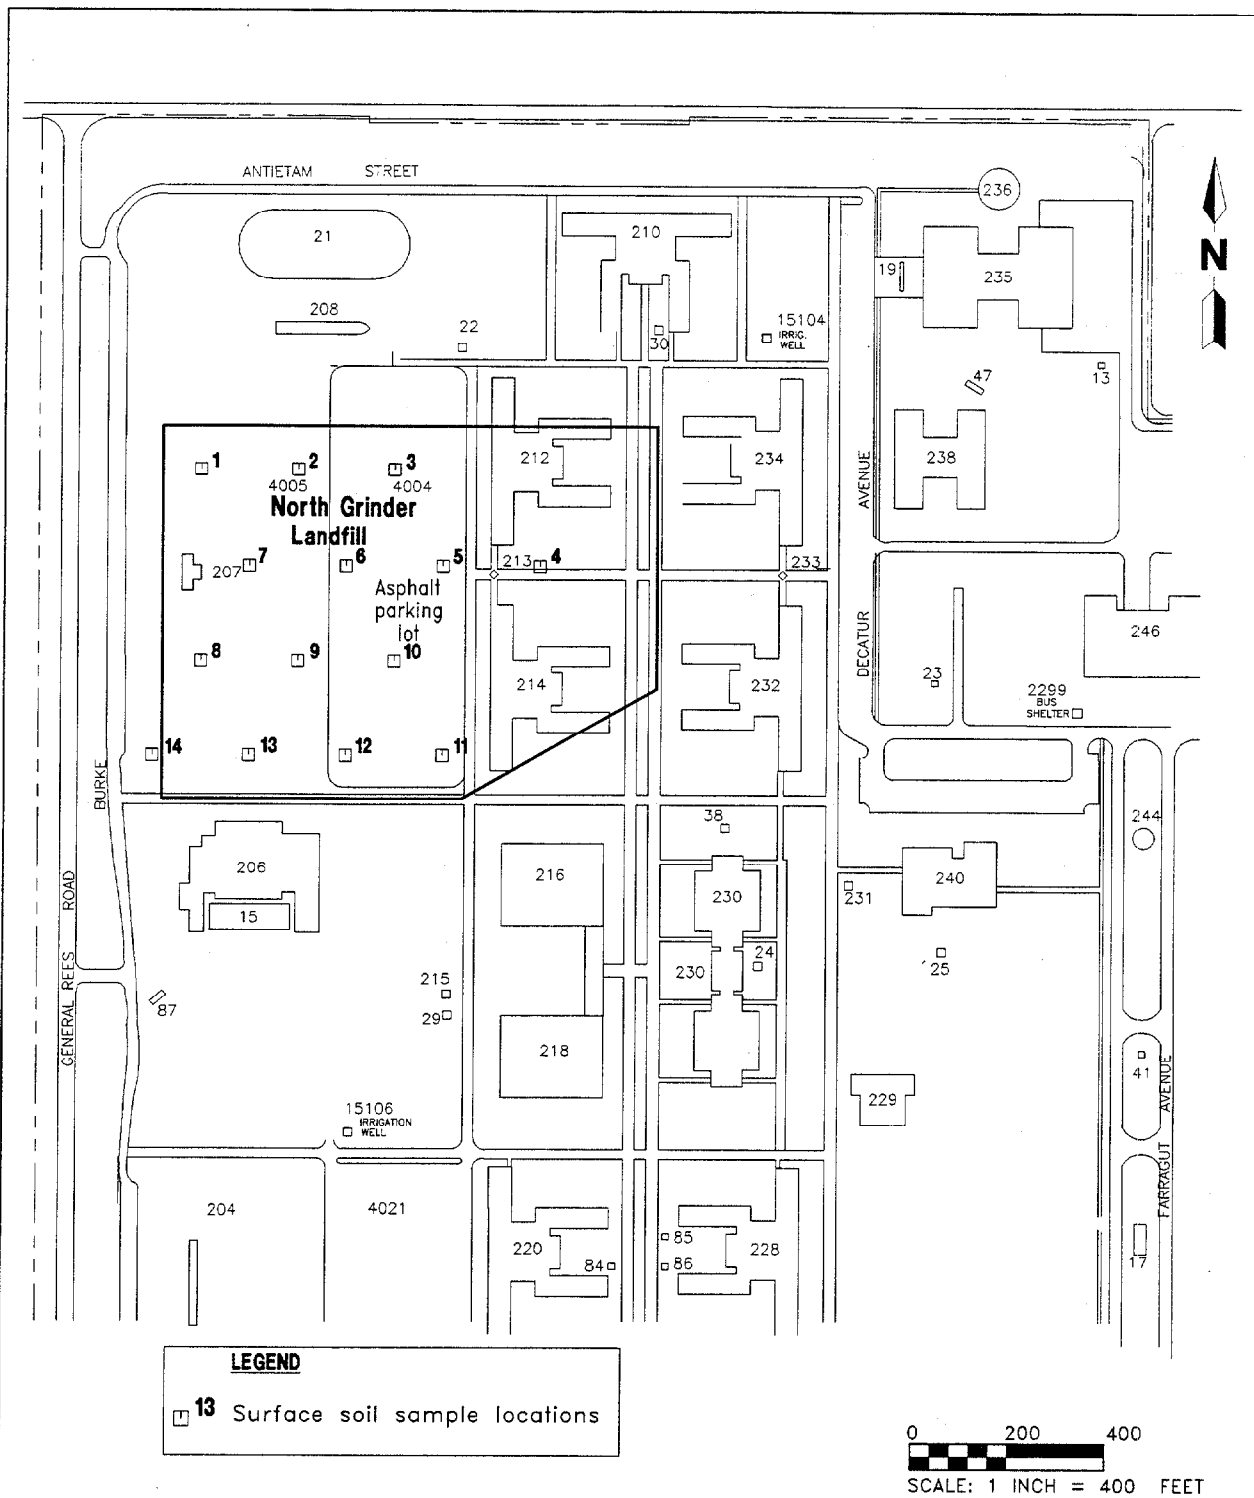 ANTIETAM STREET
236
21
210
19
235
N
208
22
15104
IRRIG.
WELL
30
47
13
1
2
3
4005
4004
212
234
238
AVENUE
North Grinder
Landfill
7
6
5
213
4
233
207
Asphalt
parking
lot
DECATUR
246
8
9
10
214
232
23
2299
BUS
SHELTER
14
13
12
11
BURKE
38
244
206
15
216
230
231
240
GENERAL REES ROAD
230
24
25
215
29
87
218
41
229
15106
IRRIGATION
WELL
FARRAGUT AVENUE
204
4021
220
84
85
86
228
17
LEGEND
13 Surface soil sample locations
0 200 400
SCALE: 1 INCH = 400 FEET